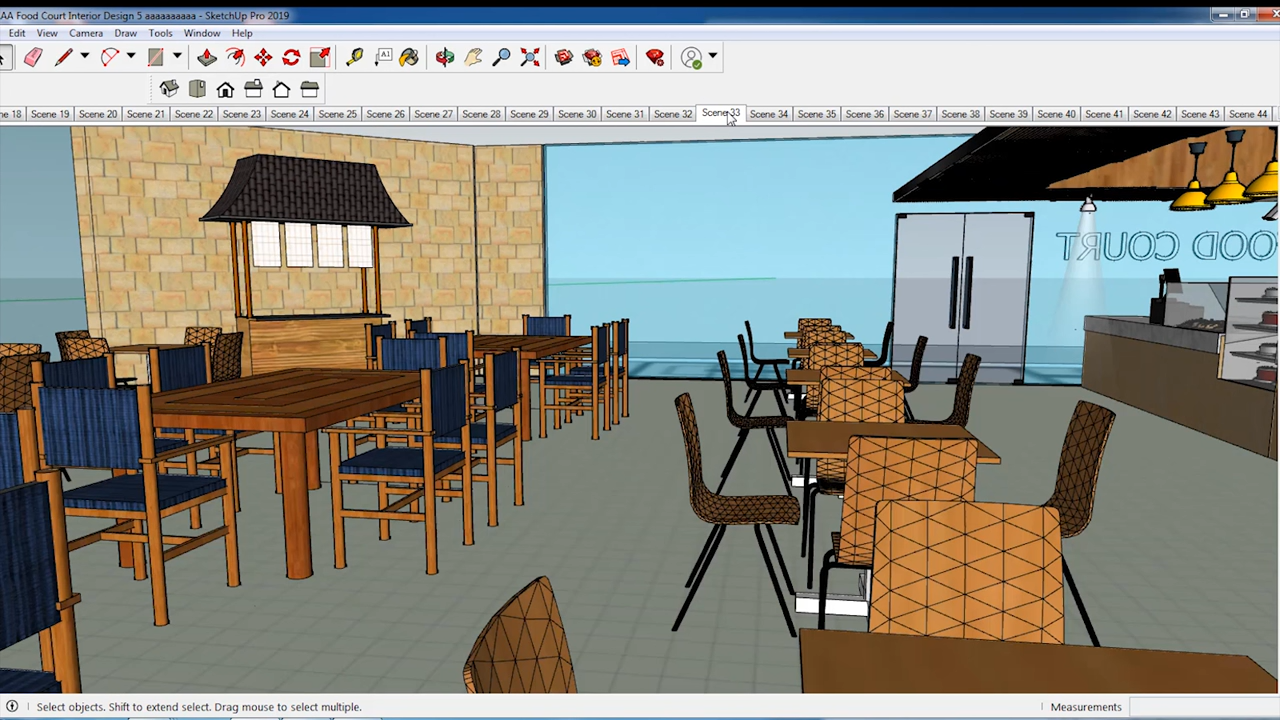 AA Food Court Interior Design 5 aaaaaaaaaa - SketchUp Pro 2019
Edit View Camera Draw Tools Window Help
A1
ne 18 Scene 19 Scene 20 Scene 21 Scene 22 Scene 23 Scene 24 Scene 25 Scene 26 Scene 27 Scene 28 Scene 29 Scene 30 Scene 31 Scene 32 Scene 33 Scene 34 Scene 35 Scene 36 Scene 37 Scene 38 Scene 39 Scene 40 Scene 41 Scene 42 Scene 43 Scene 44
FOOD COURT
Select objects. Shift to extend select. Drag mouse to select multiple. Measurements